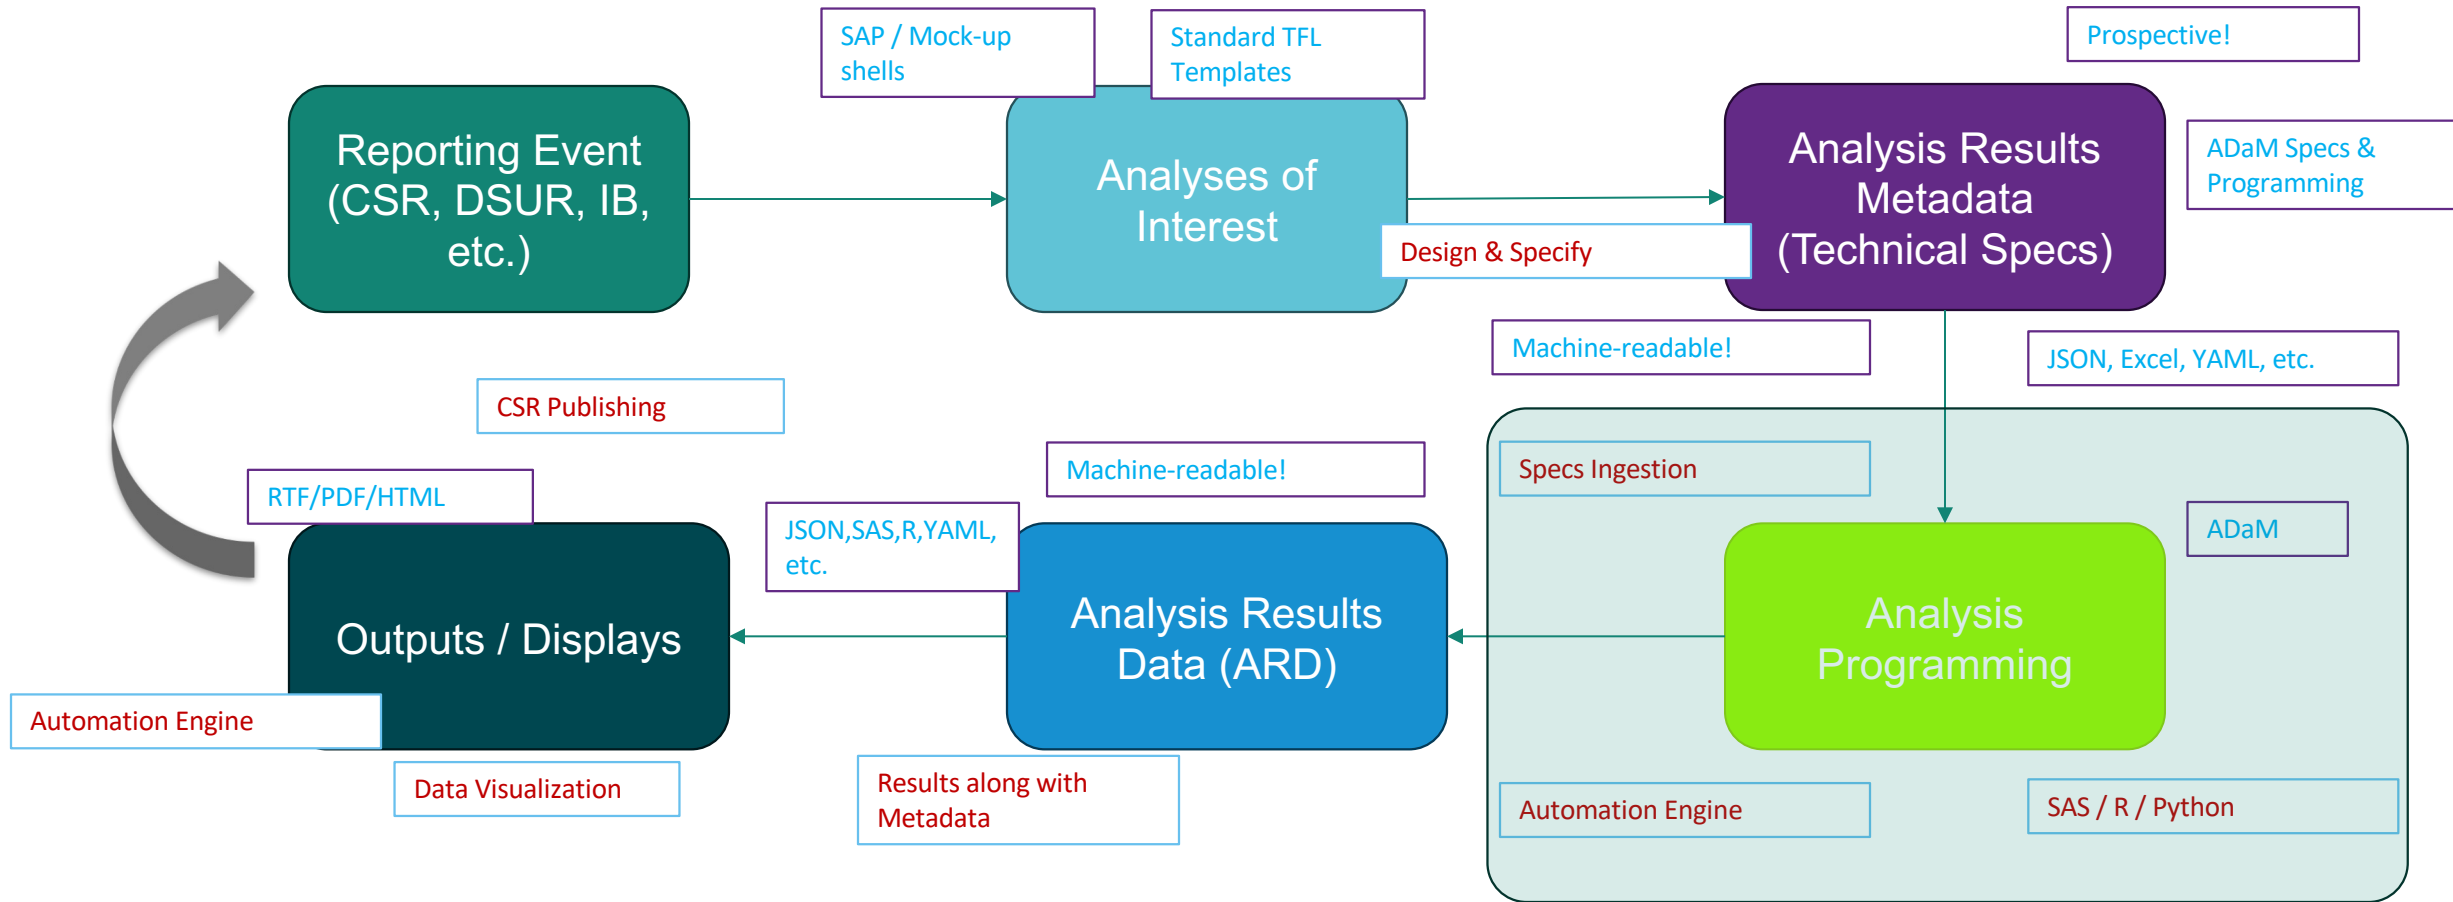 SAP / Mock-up
shells
Standard TFL
Templates
Prospective!
Reporting Event
(CSR, DSUR, IB,
etc.)
Analyses of
Interest
Analysis Results
Metadata
(Technical Specs)
ADaM Specs &
Programming
Design & Specify
Machine-readable!
JSON, Excel, YAML, etc.
CSR Publishing
Machine-readable!
Specs Ingestion
RTF/PDF/HTML
JSON,SAS,R,YAML,
etc.
ADaM
Outputs / Displays
Analysis Results
Data (ARD)
Analysis
Programming
Automation Engine
Data Visualization
Results along with
Metadata
Automation Engine
SAS / R / Python